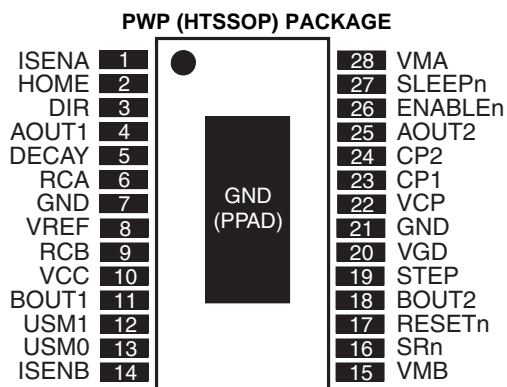 PWP (HTSSOP) PACKAGE
ISENA 1 28 VMA
HOME 2 27 SLEEPn
DIR 3 26 ENABLEn
AOUT1 4 25 AOUT2
DECAY 5 24 CP2
RCA 6 23 CP1
GND 7 22 VCP
VREF 8 21 GND
RCB 9 20 VGD
VCC 10 19 STEP
BOUT1 11 18 BOUT2
USM1 12 17 RESETn
USM0 13 16 SRn
ISENB 14 15 VMB
GND
(PPAD)